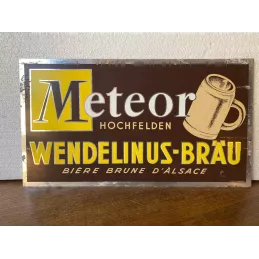 Meteor
HOCHFELDEN
WENDELINUS-BRÄU
BIÈRE BRUNE D'ALSACE